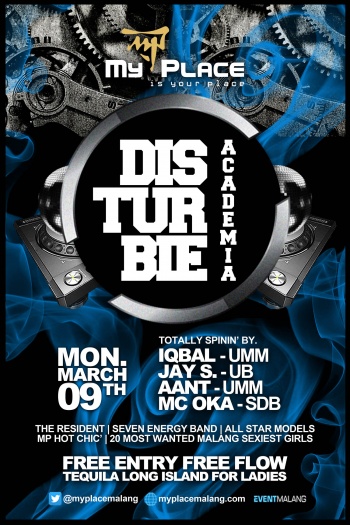 MP
My Place
is your place
DIS
TUR
BIE
ACADEMIA
MON.
MARCH
09TH
TOTALLY SPININ' BY.
IQBAL - UMM
JAY S. - UB
AANT - UMM
MC OKA - SDB
THE RESIDENT | SEVEN ENERGY BAND | ALL STAR MODELS
MP HOT CHIC' | 20 MOST WANTED MALANG SEXIEST GIRLS
FREE ENTRY FREE FLOW
TEQUILA LONG ISLAND FOR LADIES
@myplacemalang myplacemalang.com EVENTMALANG